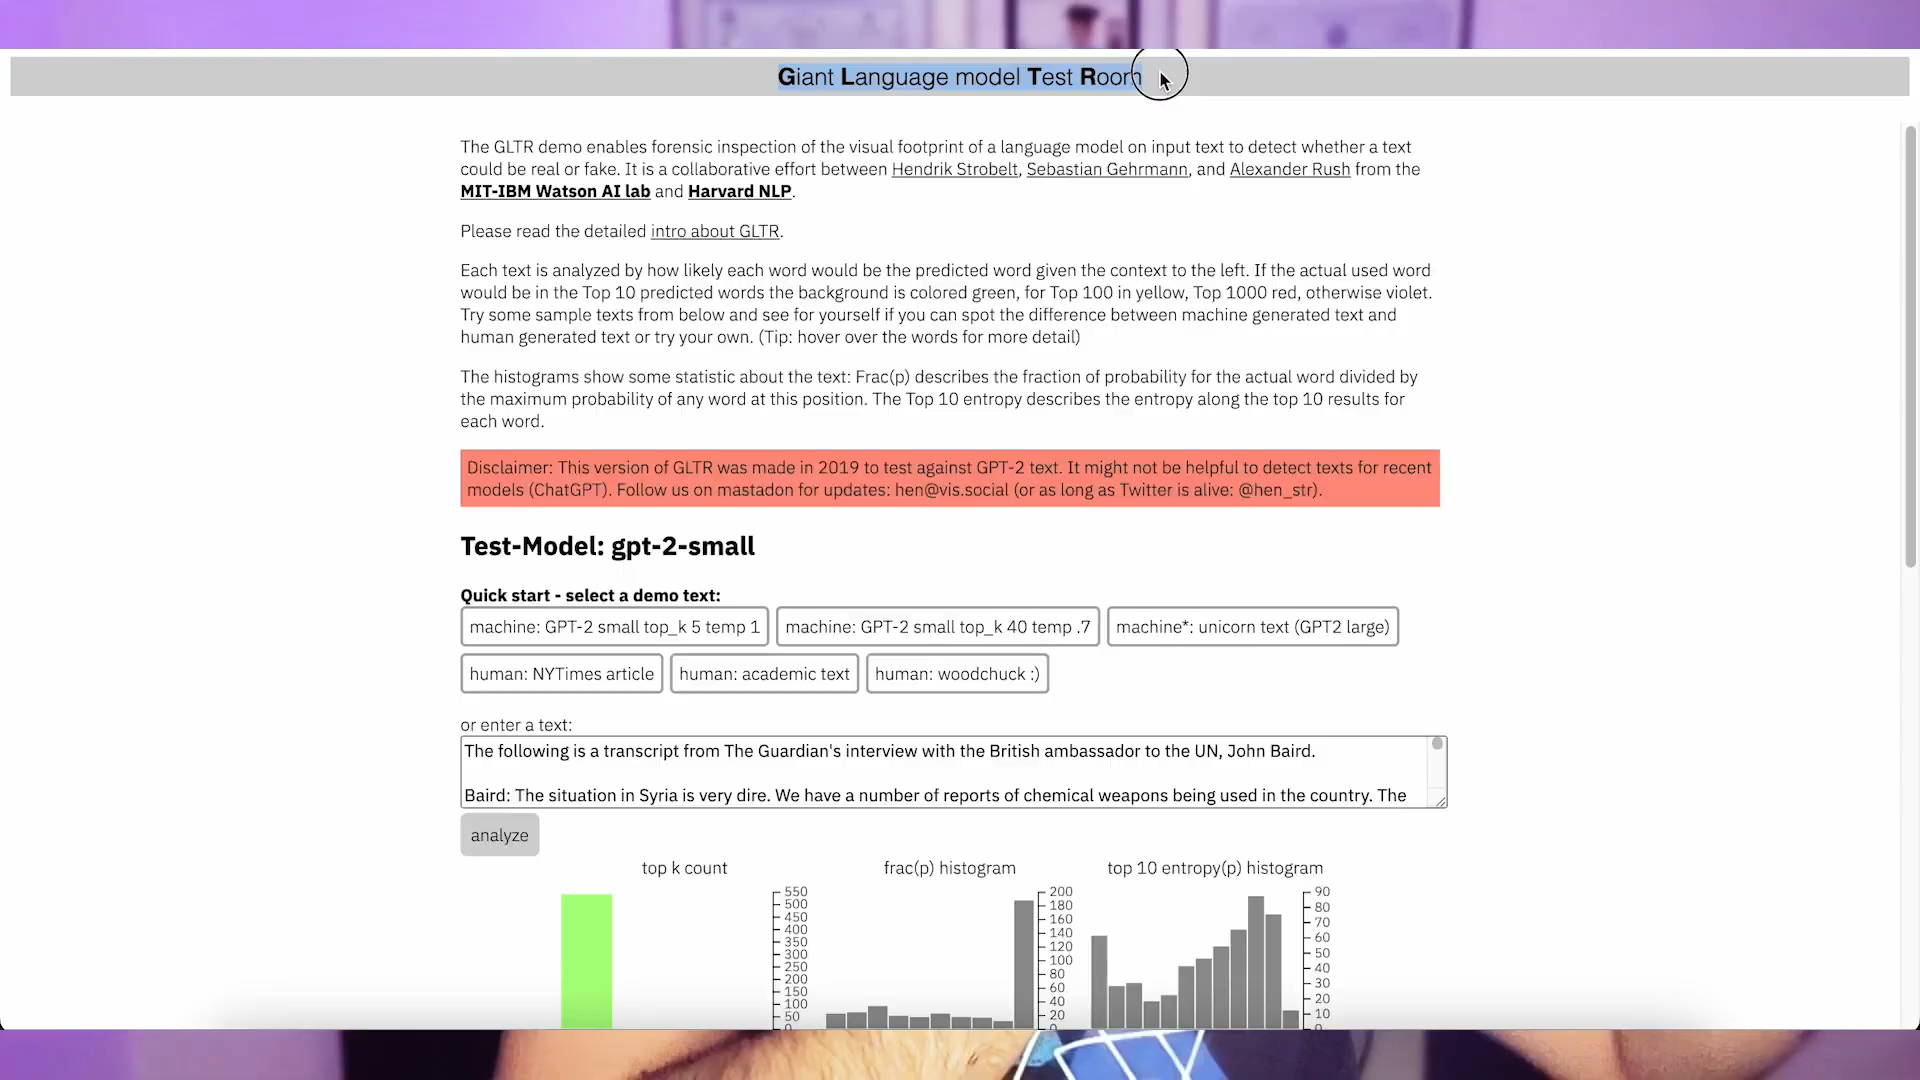 Giant Language model Test Room
The GLTR demo enables forensic inspection of the visual footprint of a language model on input text to detect whether a text
could be real or fake. It is a collaborative effort between Hendrik Strobelt, Sebastian Gehrmann, and Alexander Rush from the
MIT-IBM Watson AI lab and Harvard NLP.
Please read the detailed intro about GLTR.
Each text is analyzed by how likely each word would be the predicted word given the context to the left. If the actual used word
would be in the Top 10 predicted words the background is colored green, for Top 100 in yellow, Top 1000 red, otherwise violet.
Try some sample texts from below and see for yourself if you can spot the difference between machine generated text and
human generated text or try your own. (Tip: hover over the words for more detail)
The histograms show some statistic about the text: Frac(p) describes the fraction of probability for the actual word divided by
the maximum probability of any word at this position. The Top 10 entropy describes the entropy along the top 10 results for
each word.
Disclaimer: This version of GLTR was made in 2019 to test against GPT-2 text. It might not be helpful to detect texts for recent
models (ChatGPT). Follow us on mastadon for updates: hen@vis.social (or as long as Twitter is alive: @hen_str).
Test-Model: gpt-2-small
Quick start - select a demo text:
machine: GPT-2 small top_k 5 temp 1 machine: GPT-2 small top_k 40 temp .7 machine*: unicorn text (GPT2 large)
human: NYTimes article human: academic text human: woodchuck :)
or enter a text:
The following is a transcript from The Guardian's interview with the British ambassador to the UN, John Baird.
Baird: The situation in Syria is very dire. We have a number of reports of chemical weapons being used in the country. The
analyze
top k count frac(p) histogram top 10 entropy(p) histogram
550 200 90
500 180 80
450 160 70
400 140 60
350 120 50
300 100 40
250 80 30
200 60 20
150 40 10
100 20 0
50 0
0